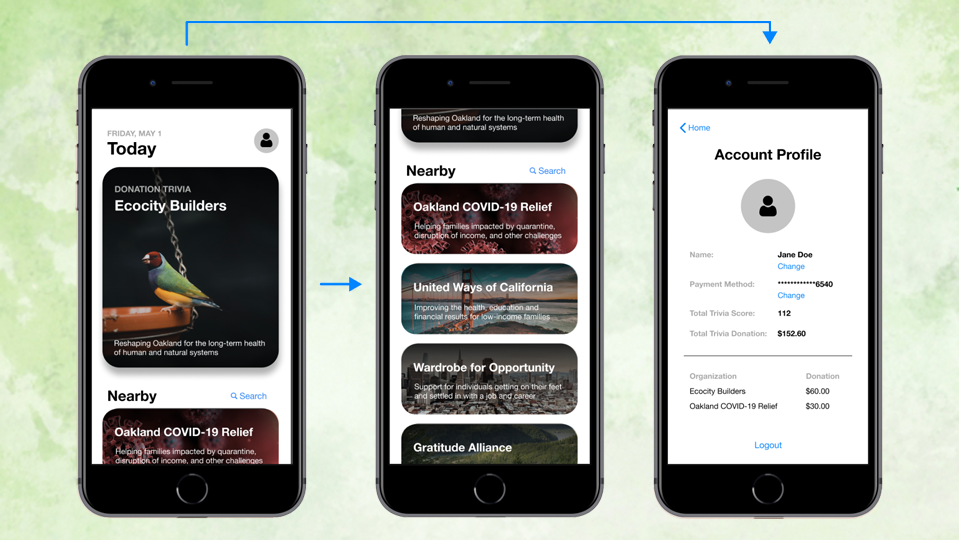 FRIDAY, MAY 1
Today
DONATION TRIVIA
Ecocity Builders
Reshaping Oakland for the long-term health
of human and natural systems
Nearby
Search
Oakland COVID-19 Relief
Helping families impacted by quarantine,
disruption of income, and other challenges
Reshaping Oakland for the long-term health
of human and natural systems
Nearby
Search
Oakland COVID-19 Relief
Helping families impacted by quarantine,
disruption of income, and other challenges
United Ways of California
Improving the health, education and
financial results for low-income families
Wardrobe for Opportunity
Support for individuals getting on their feet
and settled in with a job and career
Gratitude Alliance
Home
Account Profile
Name: Jane Doe
Change
Payment Method: ************6540
Change
Total Trivia Score: 112
Total Trivia Donation: $152.60
Organization Donation
Ecocity Builders $60.00
Oakland COVID-19 Relief $30.00
Logout